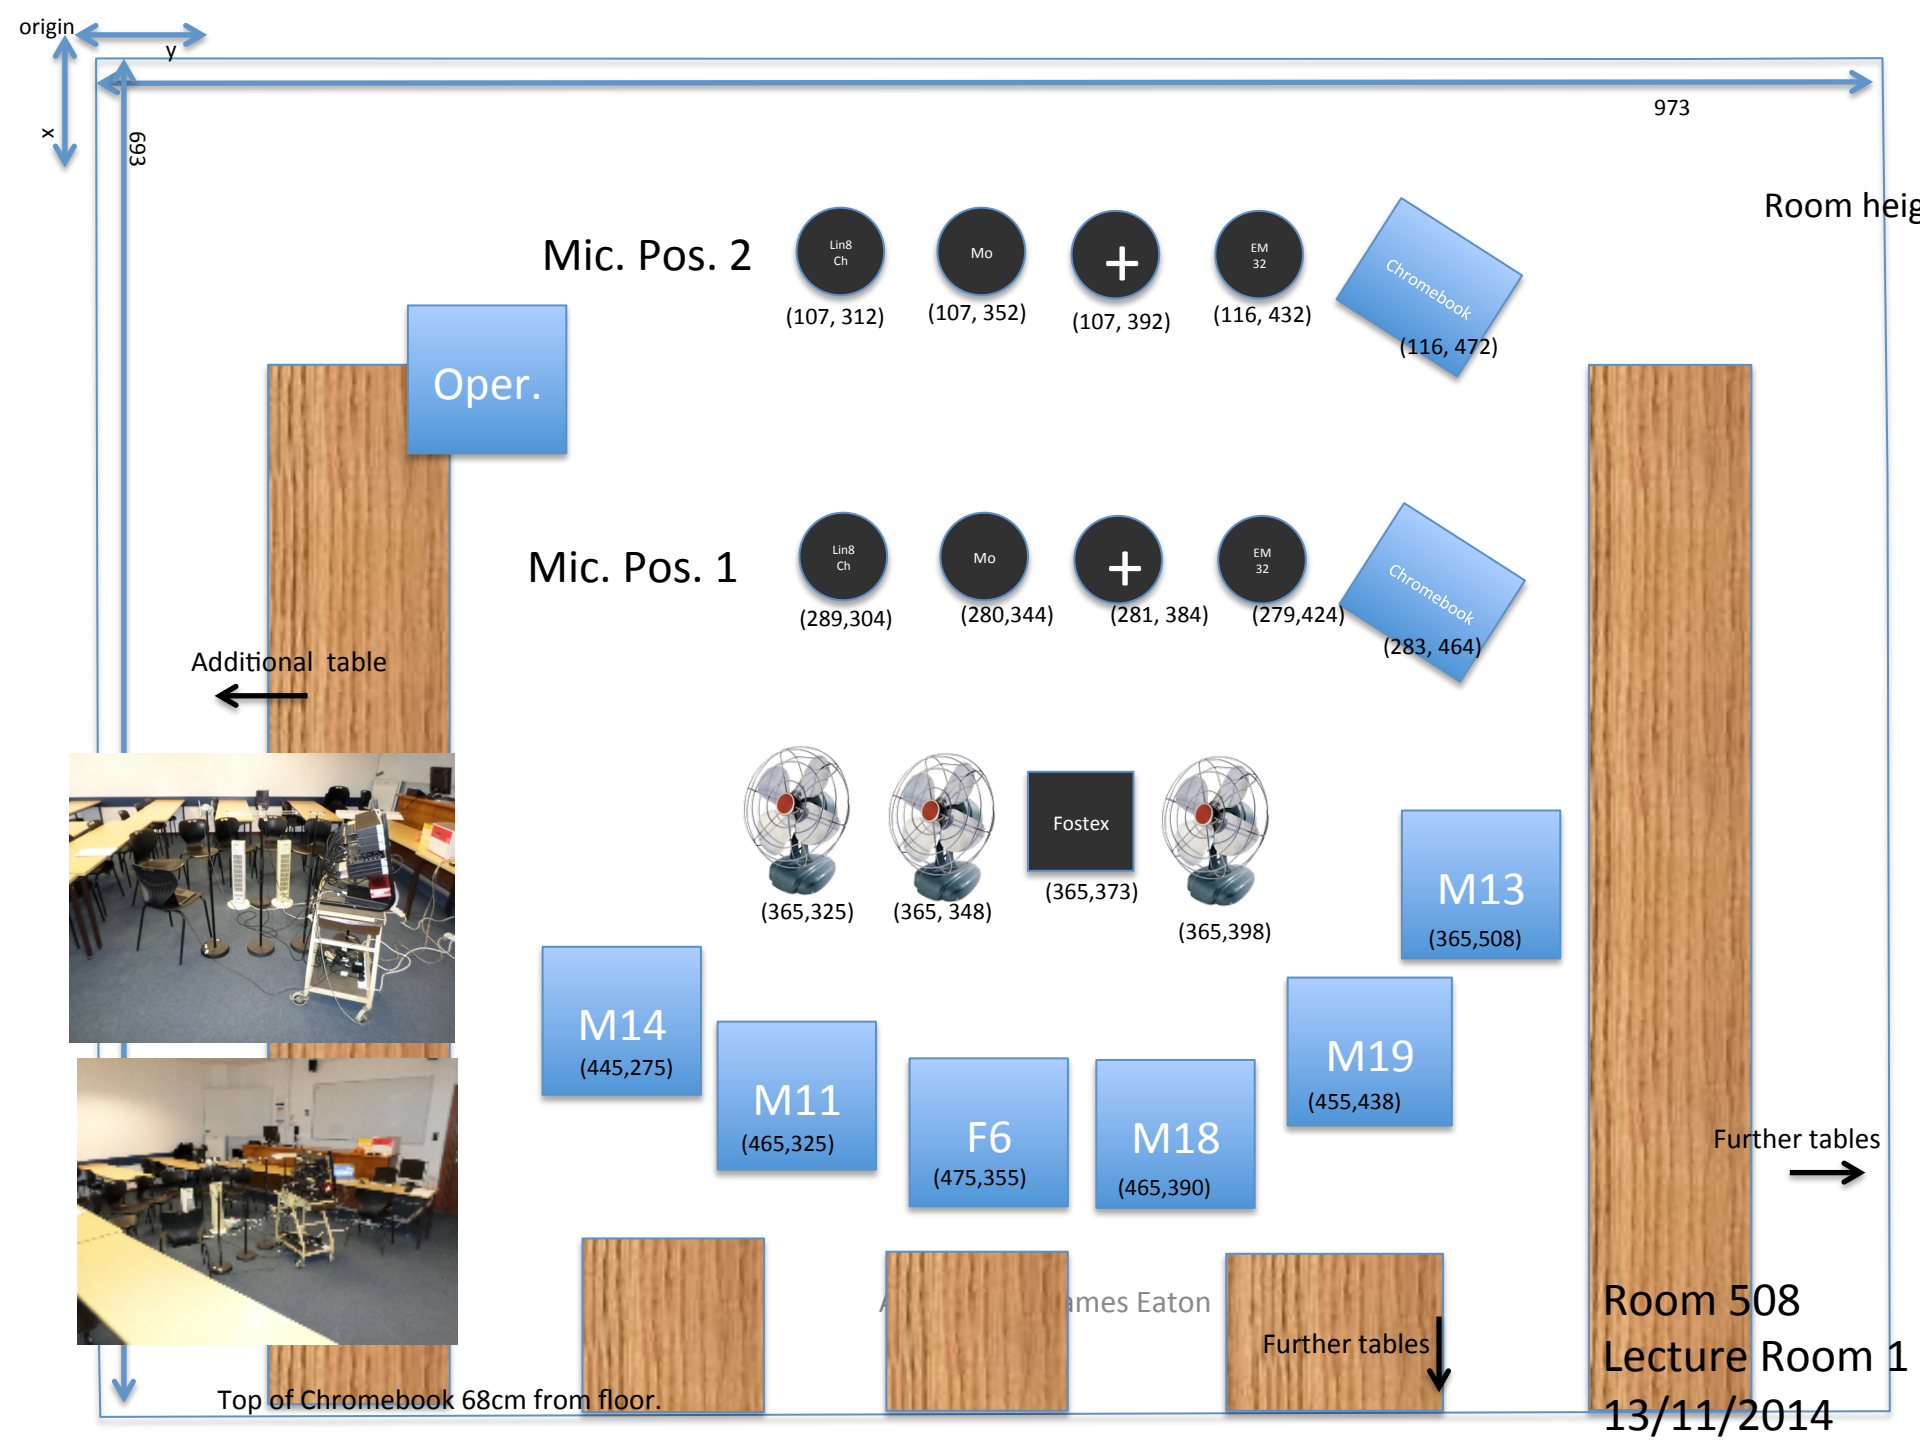 origin
y
x
693
973
Room heig
Mic. Pos. 2
Lin8
Ch
Mo
+
EM
32
Chromebook
(107, 312)
(107, 352)
(107, 392)
(116, 432)
(116, 472)
Oper.
Mic. Pos. 1
Lin8
Ch
Mo
+
EM
32
Chromebook
(289,304)
(280,344)
(281, 384)
(279,424)
(283, 464)
Additional table
Fostex
(365,325)
(365, 348)
(365,373)
(365,398)
M13
(365,508)
M14
(445,275)
M11
(465,325)
F6
(475,355)
M18
(465,390)
M19
(455,438)
Further tables
ames Eaton
Further tables
Room 508
Lecture Room 1
13/11/2014
Top of Chromebook 68cm from floor.